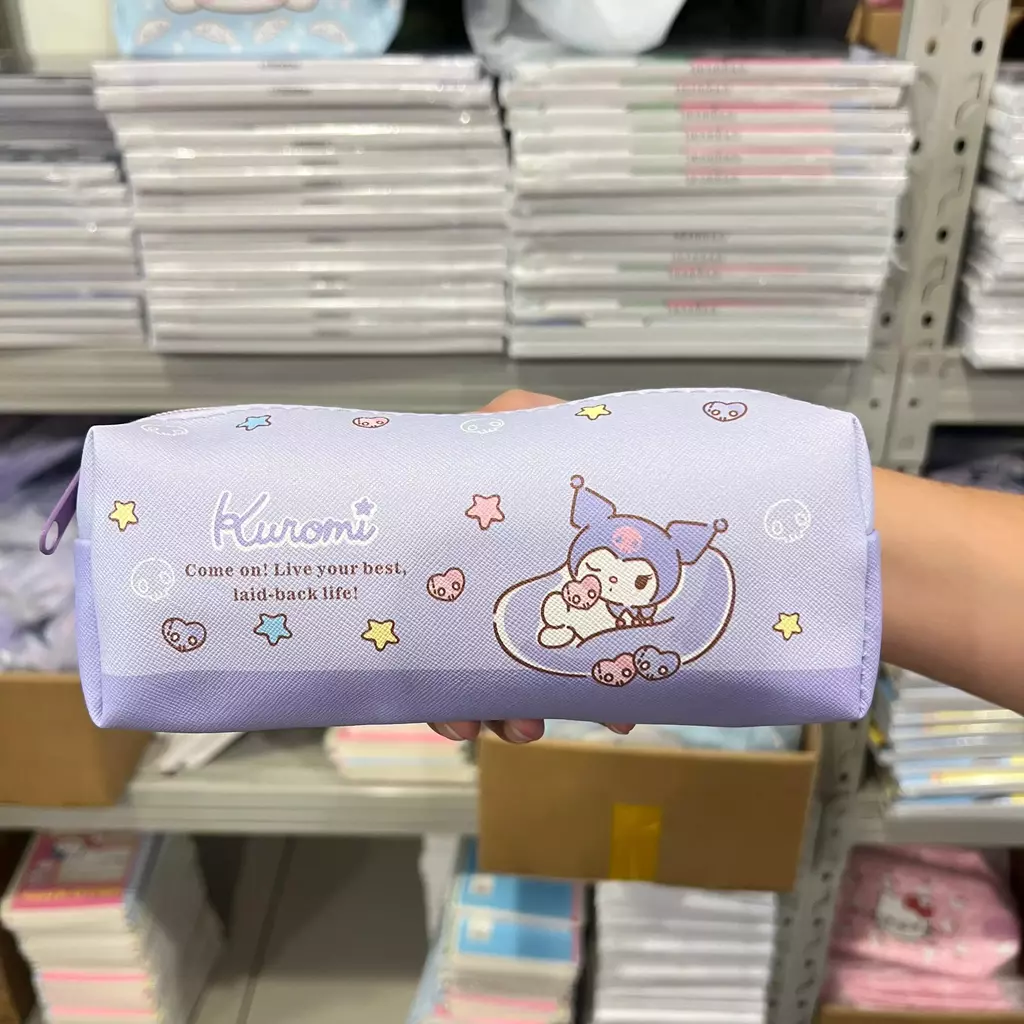 Kuromi
Come on! Live your best,
laid-back life!